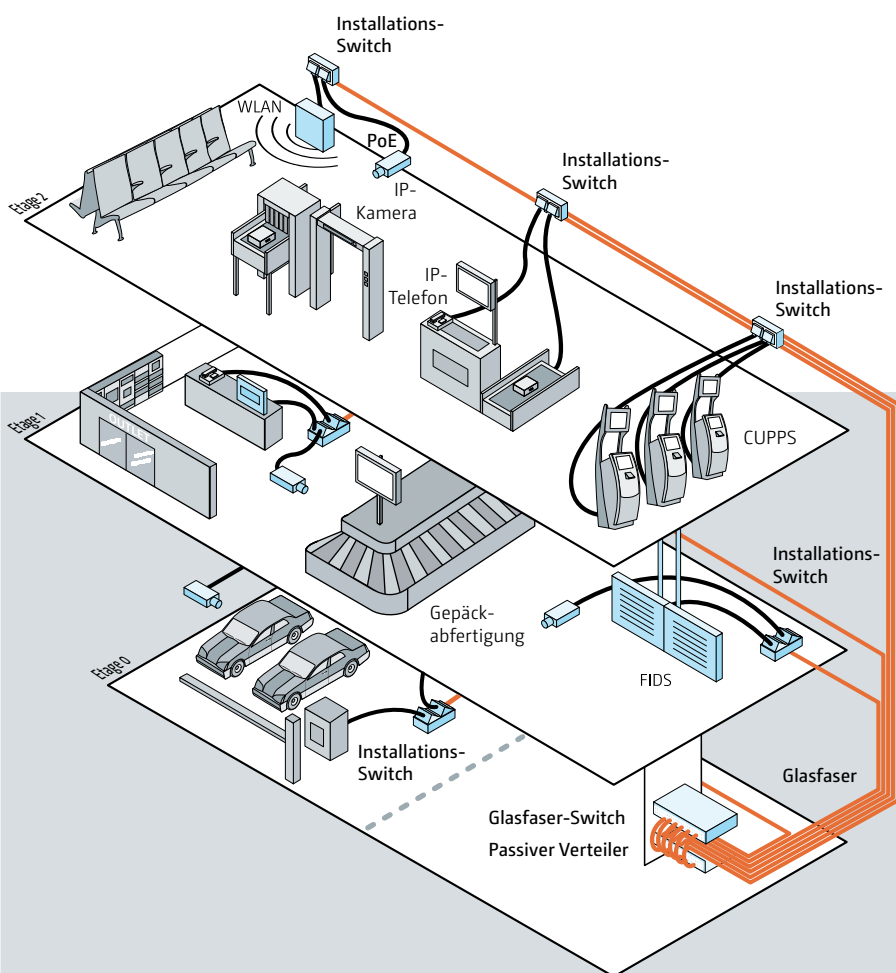 Installations-
Switch
WLAN
PoE
IP-
Kamera
Installations-
Switch
Etage 2
IP-
Telefon
Installations-
Switch
CUPPS
Etage 1
OUTLET
Installations-
Switch
Gepäck-
abfertigung
FIDS
Etage 0
Installations-
Switch
Glasfaser
Glasfaser-Switch
Passiver Verteiler